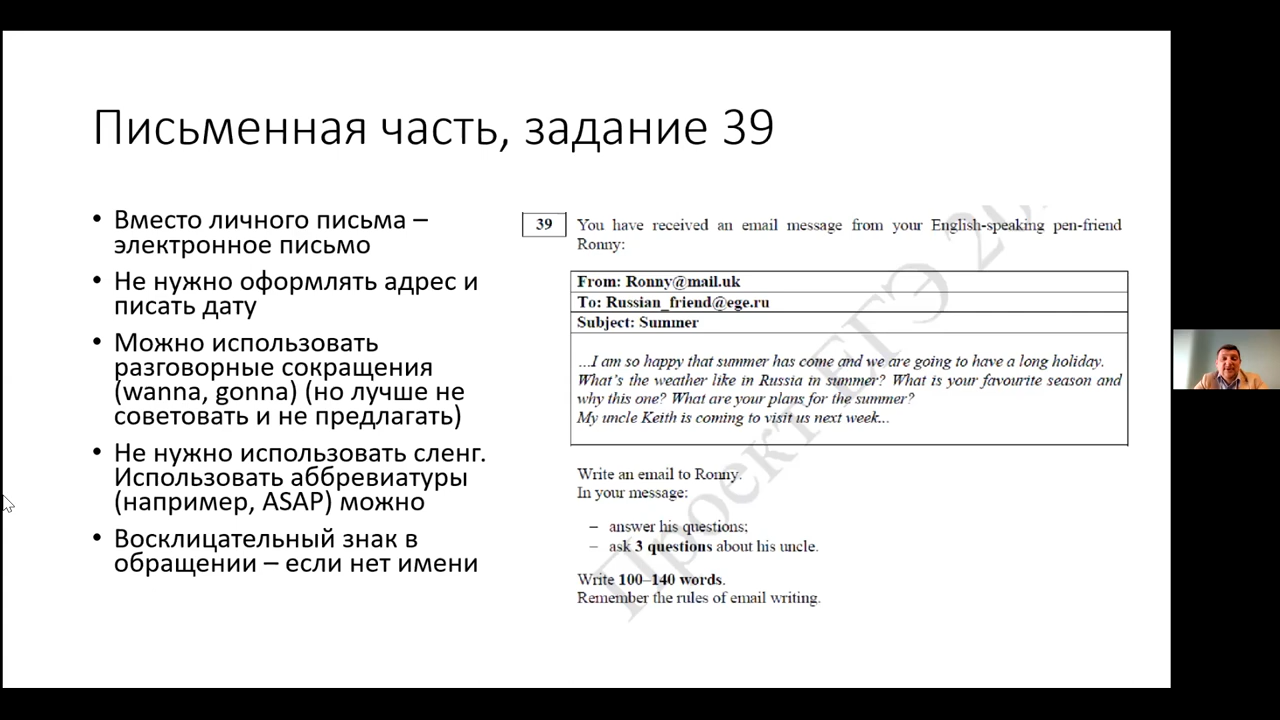 Письменная часть, задание 39
• Вместо личного письма –
электронное письмо
• Не нужно оформлять адрес и
писать дату
• Можно использовать
разговорные сокращения
(wanna, gonna) (но лучше не
советовать и не предлагать)
• Не нужно использовать сленг.
Использовать аббревиатуры
(например, ASAP) можно
• Восклицательный знак в
обращении – если нет имени
39
You have received an email message from your English-speaking pen-friend
Ronny:
From: Ronny@mail.uk
To: Russian_friend@ege.ru
Subject: Summer
...I am so happy that summer has come and we are going to have a long holiday.
What's the weather like in Russia in summer? What is your favourite season and
why this one? What are your plans for the summer?
My uncle Keith is coming to visit us next week...
Write an email to Ronny.
In your message:
– answer his questions;
– ask 3 questions about his uncle.
Write 100–140 words.
Remember the rules of email writing.
Проект ЕГЭ